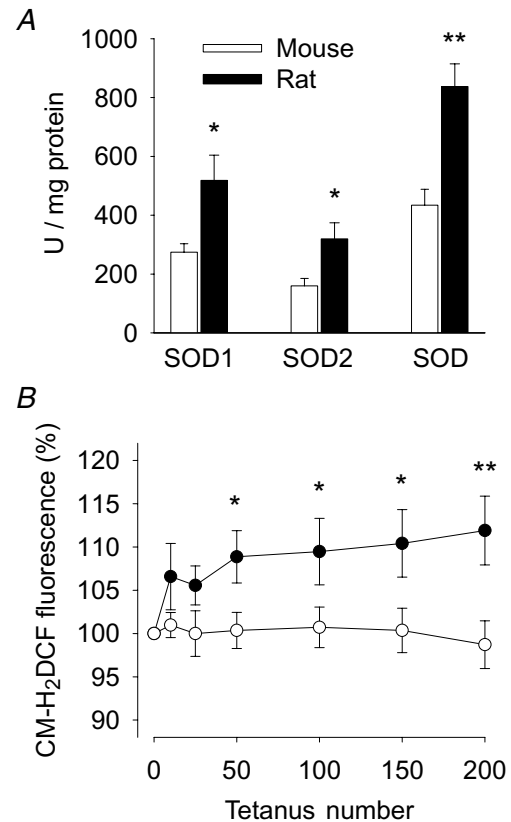 A
1000
Mouse
**
Rat
800
U / mg protein
*
600
*
400
200
0
SOD1 SOD2 SOD
B
CM-H₂DCF fluorescence (%)
120
* * * **
115
110
105
100
95
90
0 50 100 150 200
Tetanus number